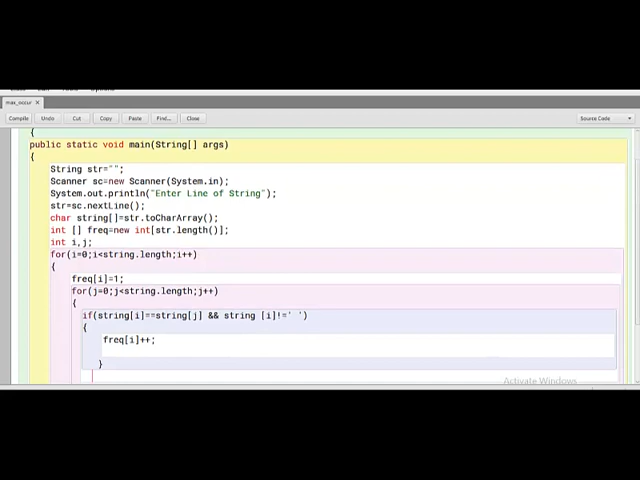 max_occur ×
Compile Undo Cut Copy Paste Find... Close Source Code
{
public static void main(String[] args)
{
String str="";
Scanner sc=new Scanner(System.in);
System.out.println("Enter Line of String");
str=sc.nextLine();
char string[]=str.toCharArray();
int [] freq=new int[str.length()];
int i,j;
for(i=0;i<string.length;i++)
{
freq[i]=1;
for(j=0;j<string.length;j++)
{
if(string[i]==string[j] && string [i]!=' ')
{
freq[i]++;
}
Activate Windows